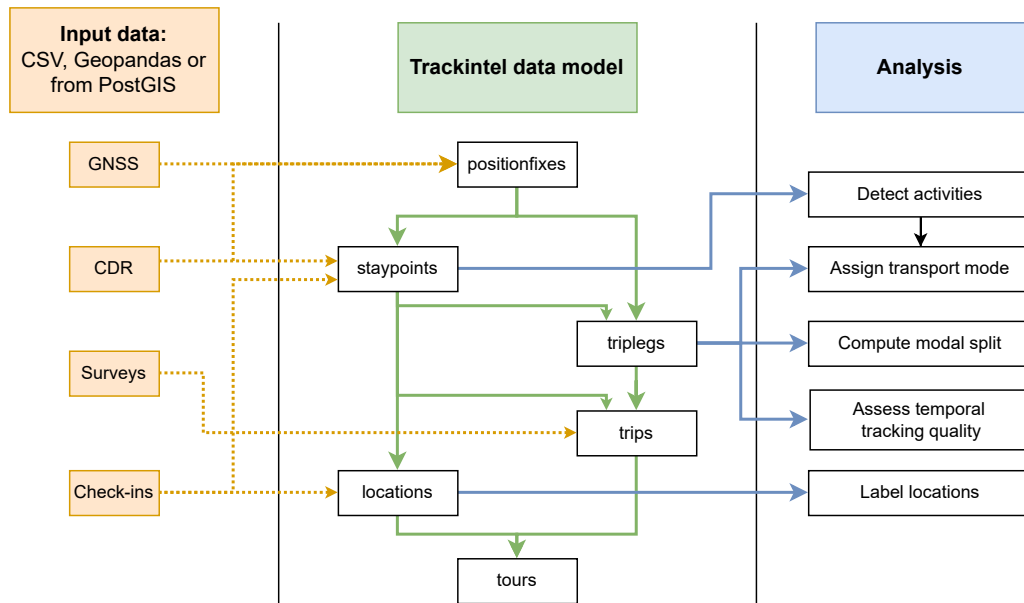 Input data:
CSV, Geopandas or
from PostGIS
Trackintel data model
Analysis
GNSS
positionfixes
Detect activities
CDR
staypoints
Assign transport mode
triplegs
Compute modal split
Surveys
trips
Assess temporal
tracking quality
Check-ins
locations
Label locations
tours